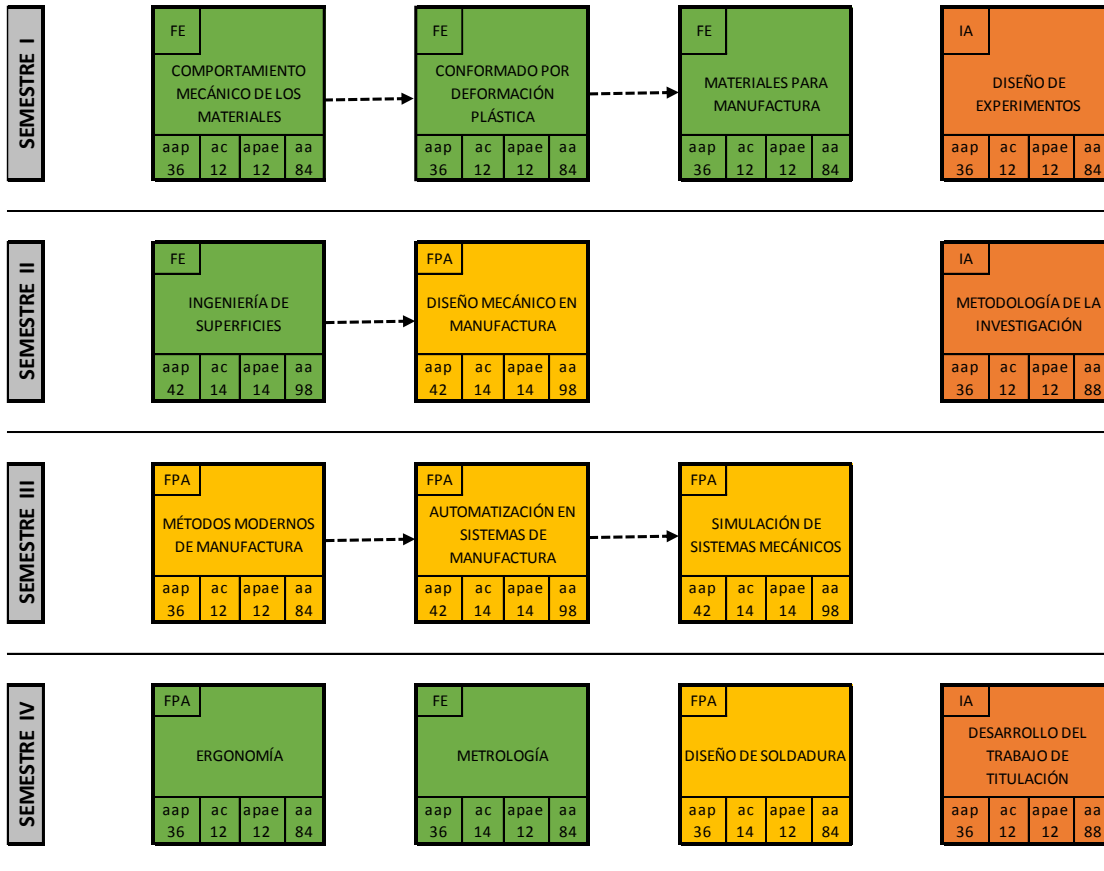 SEMESTRE I
FE
COMPORTAMIENTO
MECÁNICO DE LOS
MATERIALES
aap ac apae aa
36 12 12 84
FE
CONFORMADO POR
DEFORMACIÓN
PLÁSTICA
aap ac apae aa
36 12 12 84
FE
MATERIALES PARA
MANUFACTURA
aap ac apae aa
36 12 12 84
IA
DISEÑO DE
EXPERIMENTOS
aap ac apae aa
36 12 12 84
SEMESTRE II
FE
INGENIERÍA DE
SUPERFICIES
aap ac apae aa
42 14 14 98
FPA
DISEÑO MECÁNICO EN
MANUFACTURA
aap ac apae aa
42 14 14 98
IA
METODOLOGÍA DE LA
INVESTIGACIÓN
aap ac apae aa
36 12 12 88
SEMESTRE III
FPA
MÉTODOS MODERNOS
DE MANUFACTURA
aap ac apae aa
36 12 12 84
FPA
AUTOMATIZACIÓN EN
SISTEMAS DE
MANUFACTURA
aap ac apae aa
42 14 14 98
FPA
SIMULACIÓN DE
SISTEMAS MECÁNICOS
aap ac apae aa
42 14 14 98
SEMESTRE IV
FPA
ERGONOMÍA
aap ac apae aa
36 12 12 84
FE
METROLOGÍA
aap ac apae aa
36 14 12 84
FPA
DISEÑO DE SOLDADURA
aap ac apae aa
36 14 12 84
IA
DESARROLLO DEL
TRABAJO DE
TITULACIÓN
aap ac apae aa
36 12 12 88